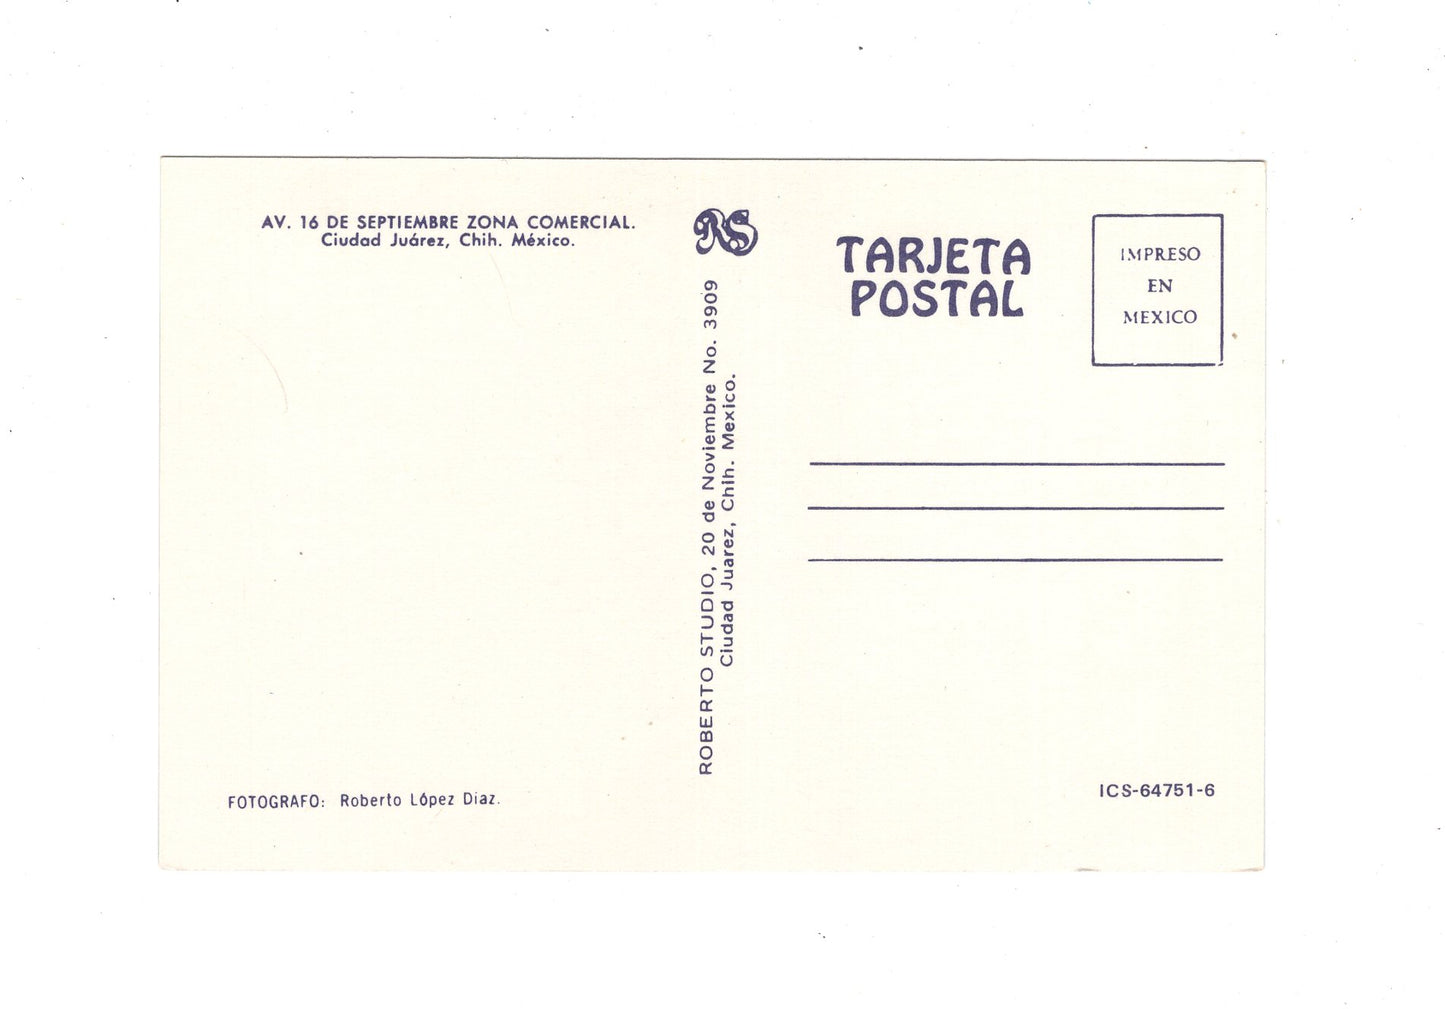 AV. 16 DE SEPTIEMBRE ZONA COMERCIAL.
Ciudad Juárez, Chih. México.
FOTOGRAFO: Roberto López Diaz.
RS
ROBERTO STUDIO, 20 de Noviembre No. 3909
Ciudad Juarez, Chih. Mexico.
TARJETA
POSTAL
IMPRESO
EN
MEXICO
ICS-64751-6